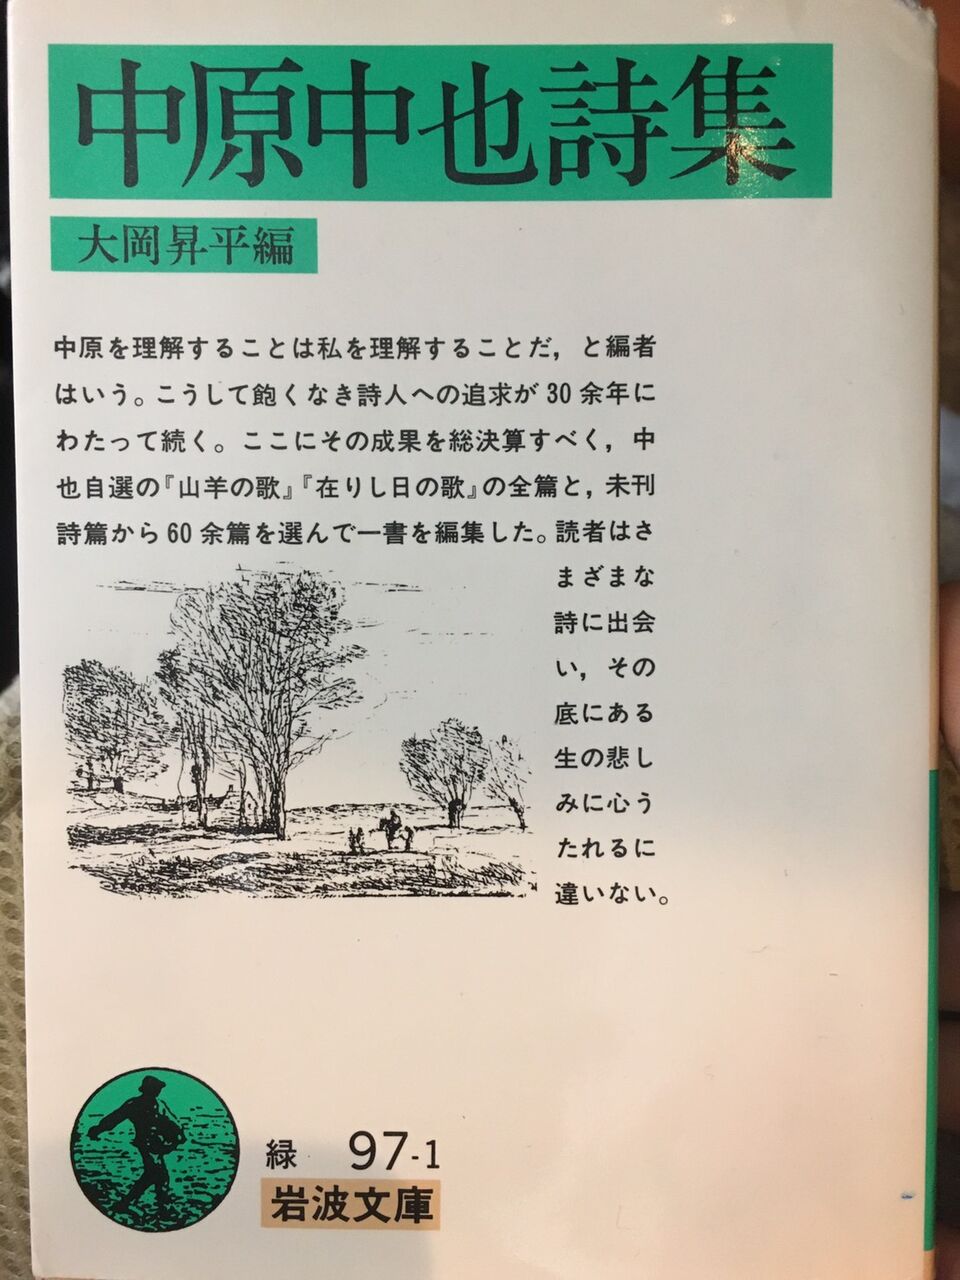 中原中也詩集
大岡昇平編
中原を理解することは私を理解することだ，と編者
はいう。こうして飽くなき詩人への追求が30余年に
わたって続く。ここにその成果を総決算すべく，中
也自選の『山羊の歌』『在りし日の歌』の全篇と，未刊
詩篇から60余篇を選んで一書を編集した。読者はさ
まざまな
詩に出会
い，その
底にある
生の悲し
みに心う
たれるに
違いない。
緑 97-1
岩波文庫